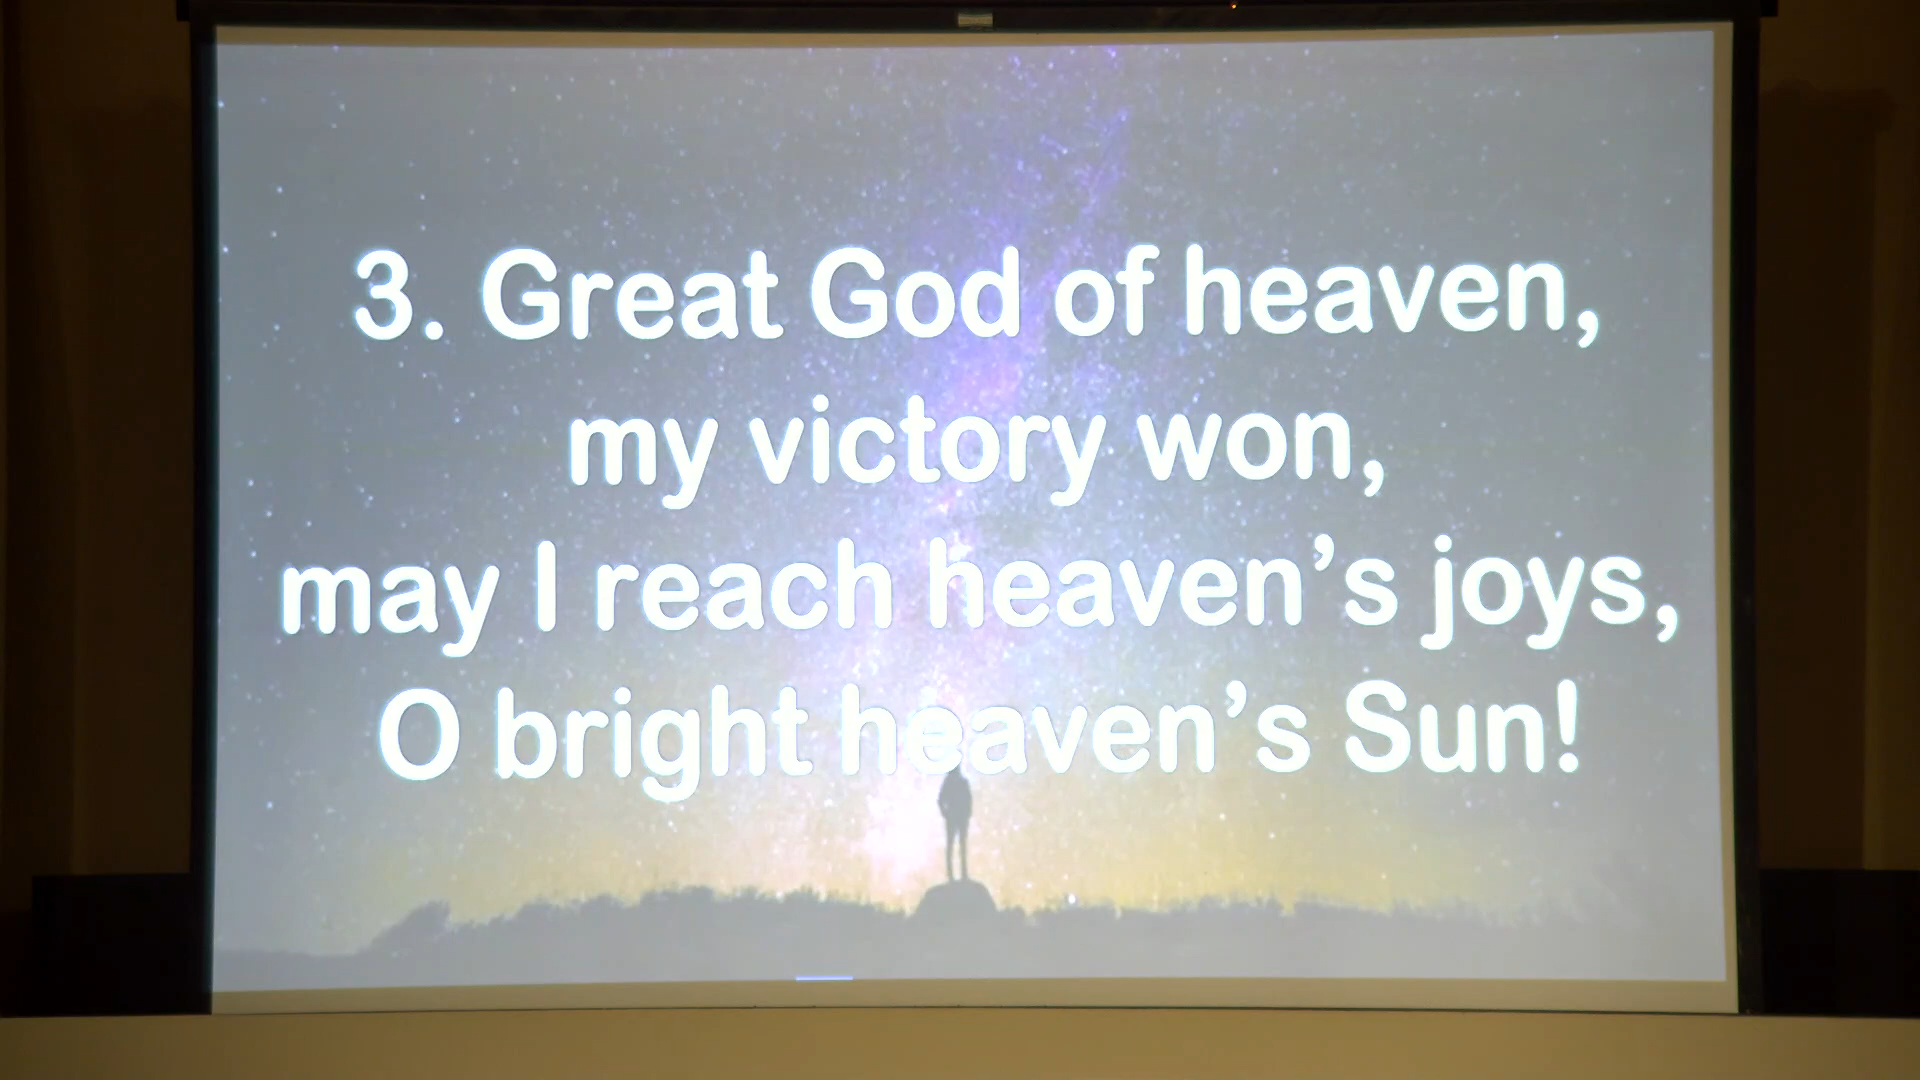 3. Great God of heaven,
my victory won,
may I reach heaven’s joys,
O bright heaven’s Sun!